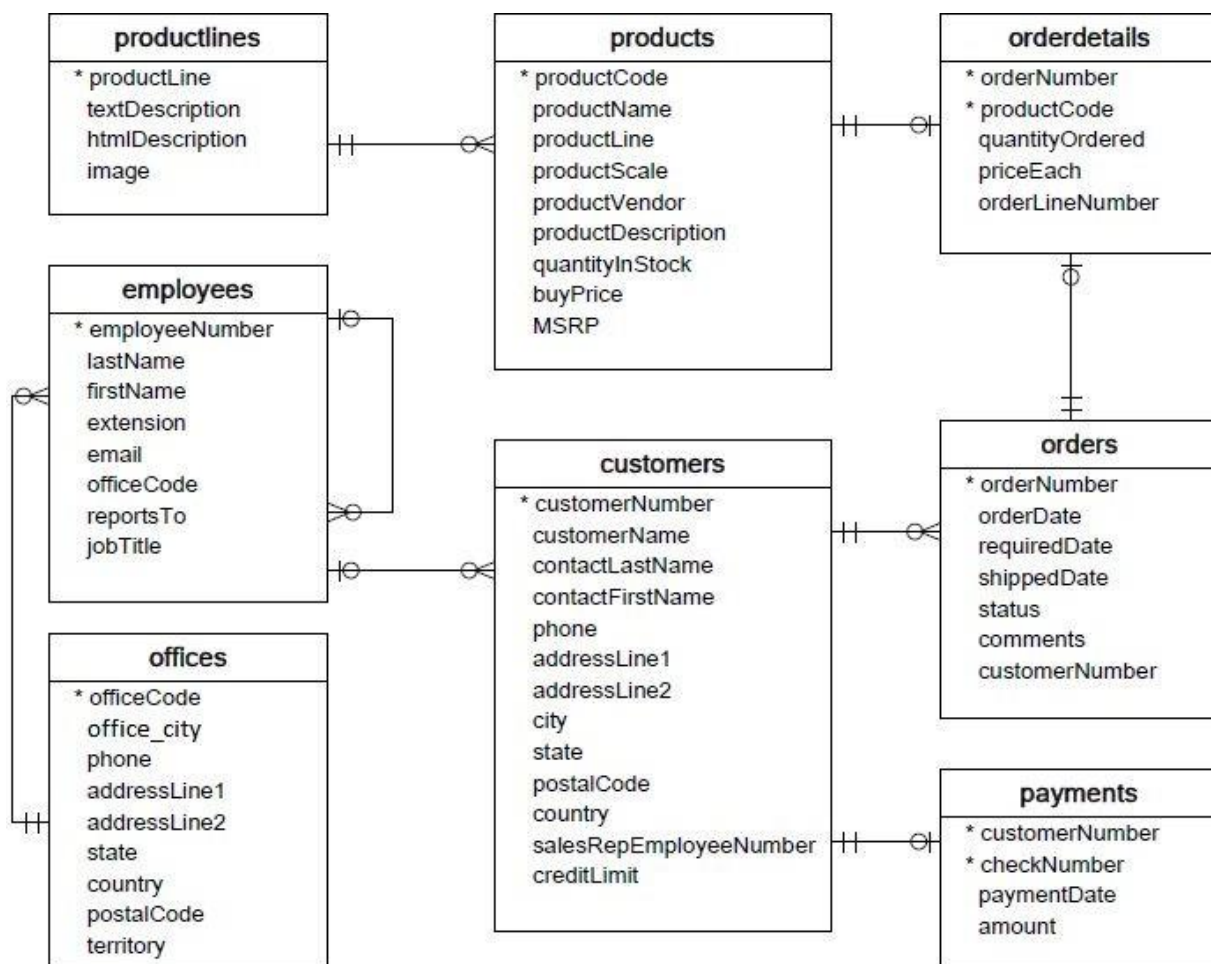 productlines
* productLine
textDescription
htmlDescription
image
products
* productCode
productName
productLine
productScale
productVendor
productDescription
quantityInStock
buyPrice
MSRP
orderdetails
* orderNumber
* productCode
quantityOrdered
priceEach
orderLineNumber
employees
* employeeNumber
lastName
firstName
extension
email
officeCode
reportsTo
jobTitle
customers
* customerNumber
customerName
contactLastName
contactFirstName
phone
addressLine1
addressLine2
city
state
postalCode
country
salesRepEmployeeNumber
creditLimit
orders
* orderNumber
orderDate
requiredDate
shippedDate
status
comments
customerNumber
offices
* officeCode
office_city
phone
addressLine1
addressLine2
state
country
postalCode
territory
payments
* customerNumber
* checkNumber
paymentDate
amount